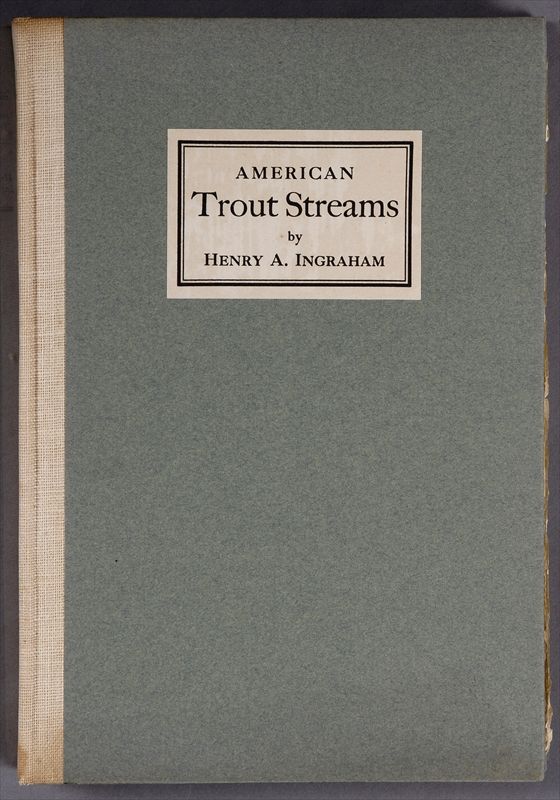 AMERICAN
Trout Streams
by
HENRY A. INGRAHAM